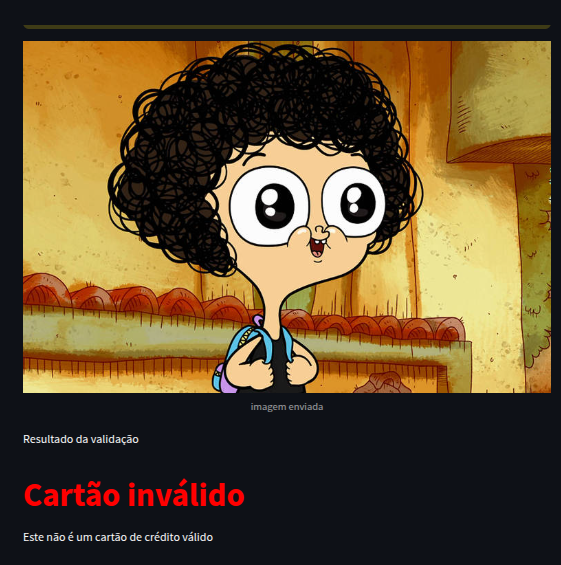 imagem enviada
Resultado da validação
Cartão inválido
Este não é um cartão de crédito válido